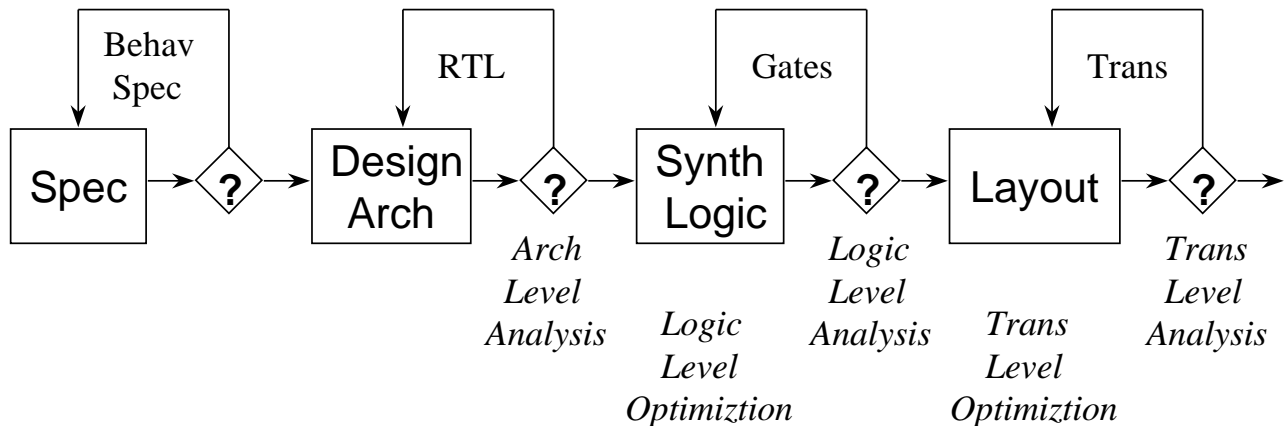 Behav
Spec
RTL
Gates
Trans
Spec
?
Design
Arch
?
Synth
Logic
?
Layout
?
Arch
Level
Analysis
Logic
Level
Optimiztion
Logic
Level
Analysis
Trans
Level
Optimiztion
Trans
Level
Analysis